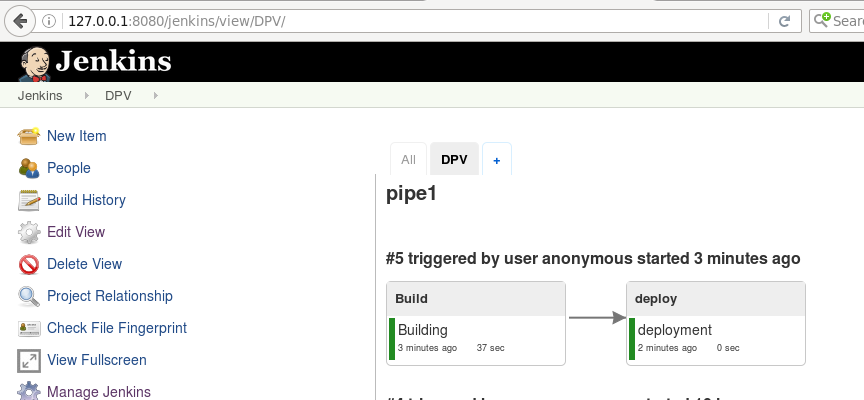 127.0.0.1:8080/jenkins/view/DPV/
Sear
Jenkins
Jenkins DPV
New Item
People
Build History
Edit View
Delete View
Project Relationship
Check File Fingerprint
View Fullscreen
Manage Jenkins
All DPV +
pipe1
#5 triggered by user anonymous started 3 minutes ago
Build
Building
3 minutes ago 37 sec
deploy
deployment
2 minutes ago 0 sec